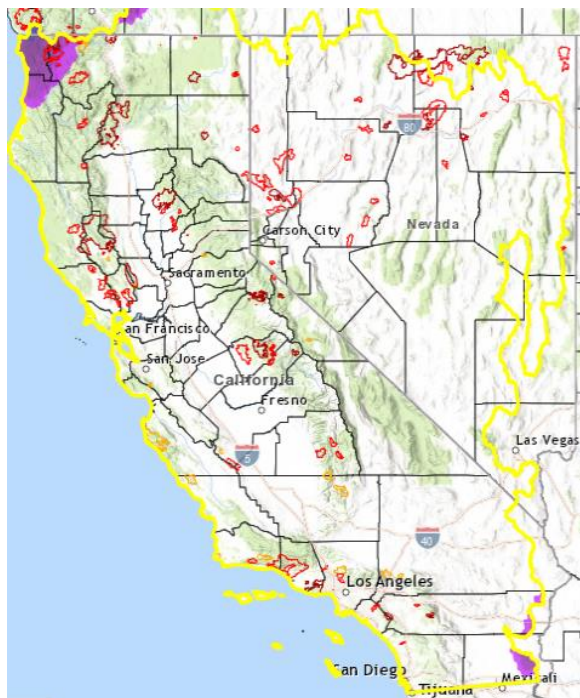 80
Carson City
Nevada
Sacramento
an Francisco
San Jose
California
Fresno
5
Las Vegas
40
Los Angeles
San Diego
Mexicali
Tijuana